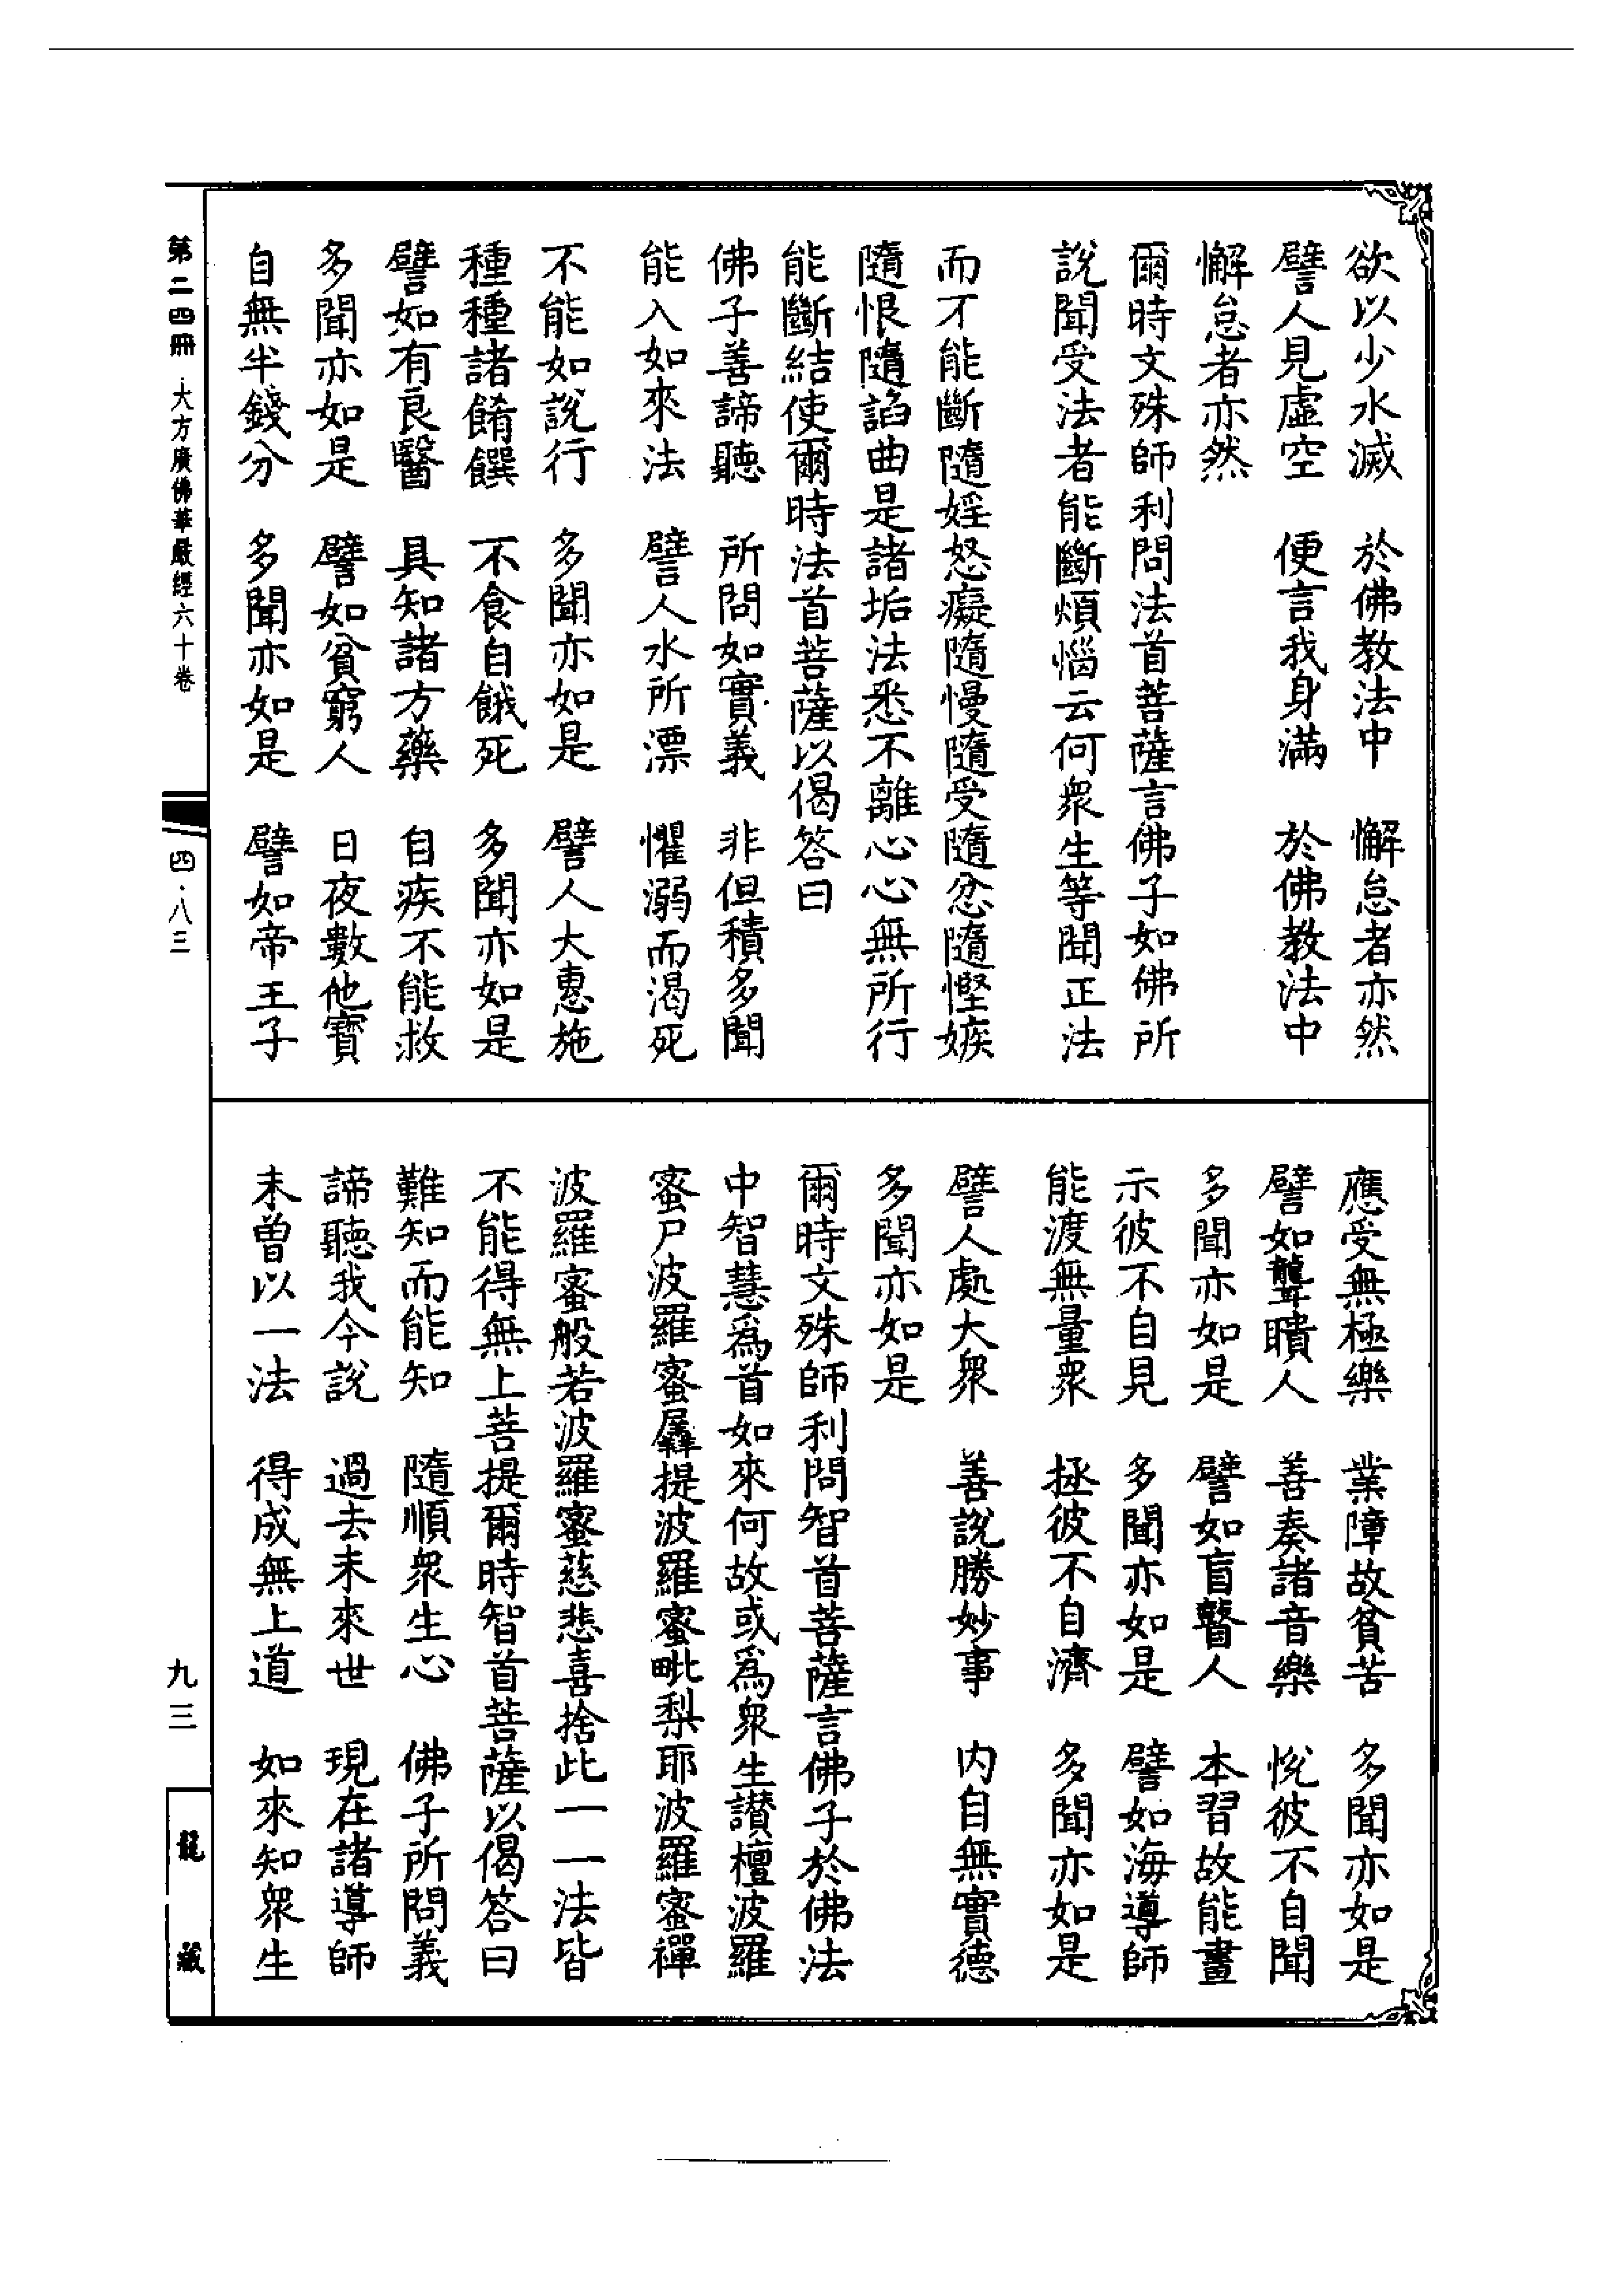 欲以少水滅　於佛教法中　懈怠者亦然
譬人見虛空　便言我身滿　於佛教法中
懈怠者亦然
爾時文殊師利問法首菩薩言佛子如佛所
說聞受法者能斷煩惱云何眾生等聞正法
而不能斷隨婬怒癡隨慢隨受隨忿隨慳嫉
隨恨隨諂曲是諸垢法悉不離心心無所行
能斷結使爾時法首菩薩以偈答曰
佛子善諦聽　所問如實義　非但積多聞
能入如來法　譬人水所漂　懼溺而渴死
不能如說行　多聞亦如是　譬人大惠施
種種諸餚饌　不食自餓死　多聞亦如是
譬如有良醫　具知諸方藥　自疾不能救
多聞亦如是　譬如貧窮人　日夜數他寶
自無半錢分　多聞亦如是　譬如帝王子
應受無極樂　業障故貧苦　多聞亦如是
譬如聾聵人　善奏諸音樂　悅彼不自聞
多聞亦如是　譬如盲瞽人　本習故能畫
示彼不自見　多聞亦如是　譬如海導師
能渡無量眾　拯彼不自濟　多聞亦如是
譬人處大眾　善說勝妙事　內自無實德
多聞亦如是
爾時文殊師利問智首菩薩言佛子於佛法
中智慧為首如來何故或為眾生讚檀波羅
蜜尸波羅蜜羼提波羅蜜毗梨耶波羅蜜禪
波羅蜜般若波羅蜜慈悲喜捨此一一法皆
不能得無上菩提爾時智首菩薩以偈答曰
難知而能知　隨順眾生心　佛子所問義
諦聽我今說　過去未來世　現在諸導師
未曾以一法　得成無上道　如來知眾生
第二四冊　大方廣佛華嚴經六十卷
四・八三
九三
龍藏